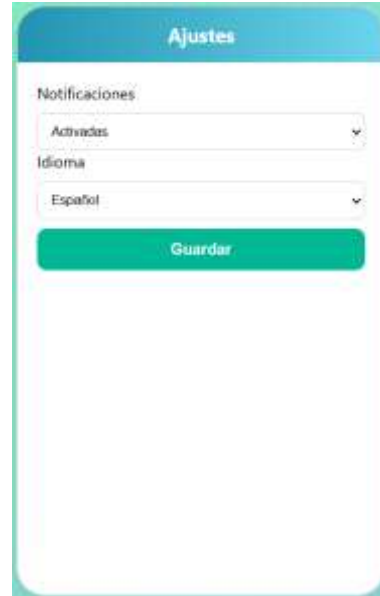 Ajustes
Notificaciones
Activadas
Idioma
Español
Guardar